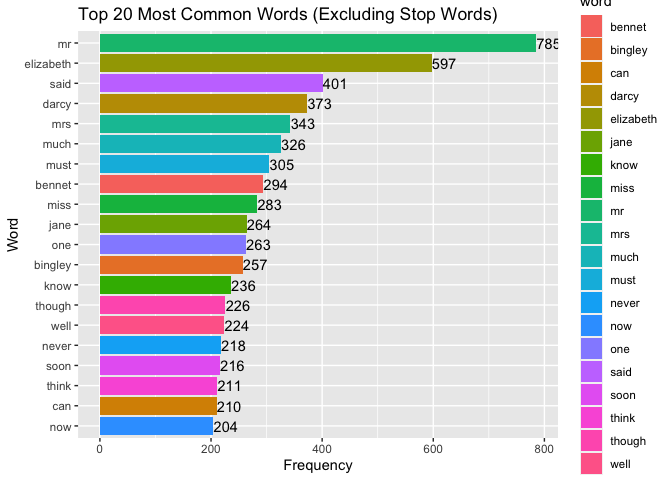 Top 20 Most Common Words (Excluding Stop Words)
mr 785
elizabeth 597
said 401
darcy 373
mrs 343
much 326
must 305
bennet 294
miss 283
jane 264
one 263
bingley 257
know 236
though 226
well 224
never 218
soon 216
think 211
can 210
now 204
0 200 400 600 800
Frequency
Word
word
bennet
bingley
can
darcy
elizabeth
jane
know
miss
mr
mrs
much
must
never
now
one
said
soon
think
though
well